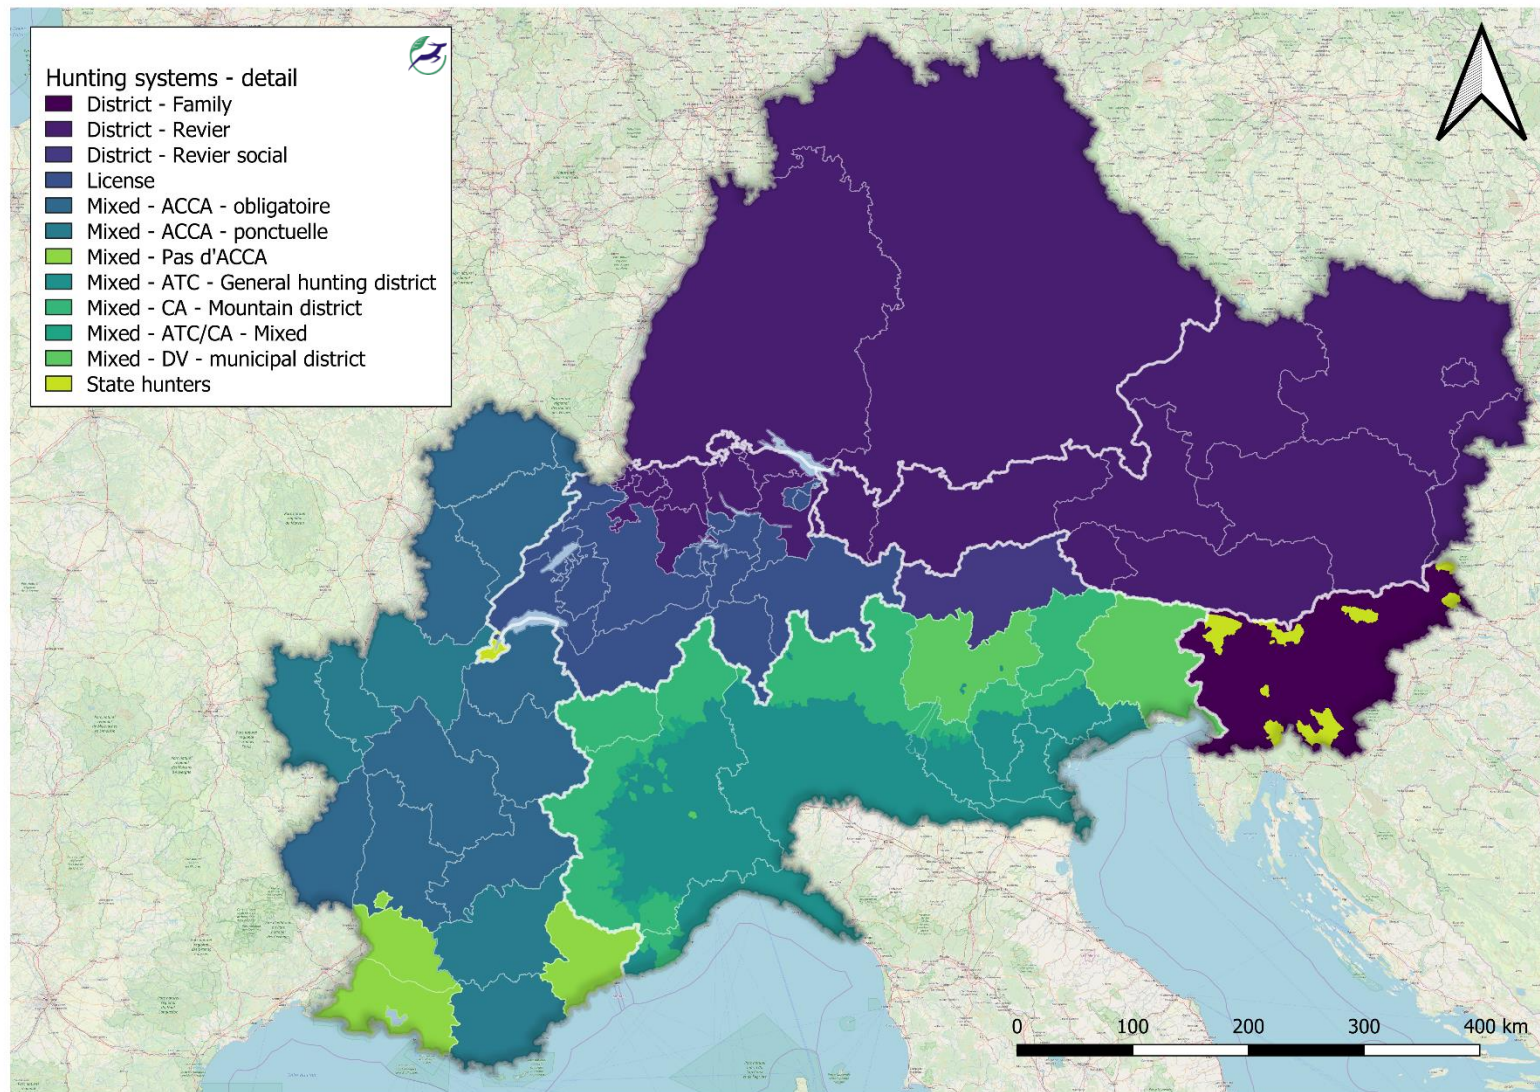 Hunting systems - detail
District - Family
District - Revier
District - Revier social
License
Mixed - ACCA - obligatoire
Mixed - ACCA - ponctuelle
Mixed - Pas d'ACCA
Mixed - ATC - General hunting district
Mixed - CA - Mountain district
Mixed - ATC/CA - Mixed
Mixed - DV - municipal district
State hunters
0 100 200 300 400 km